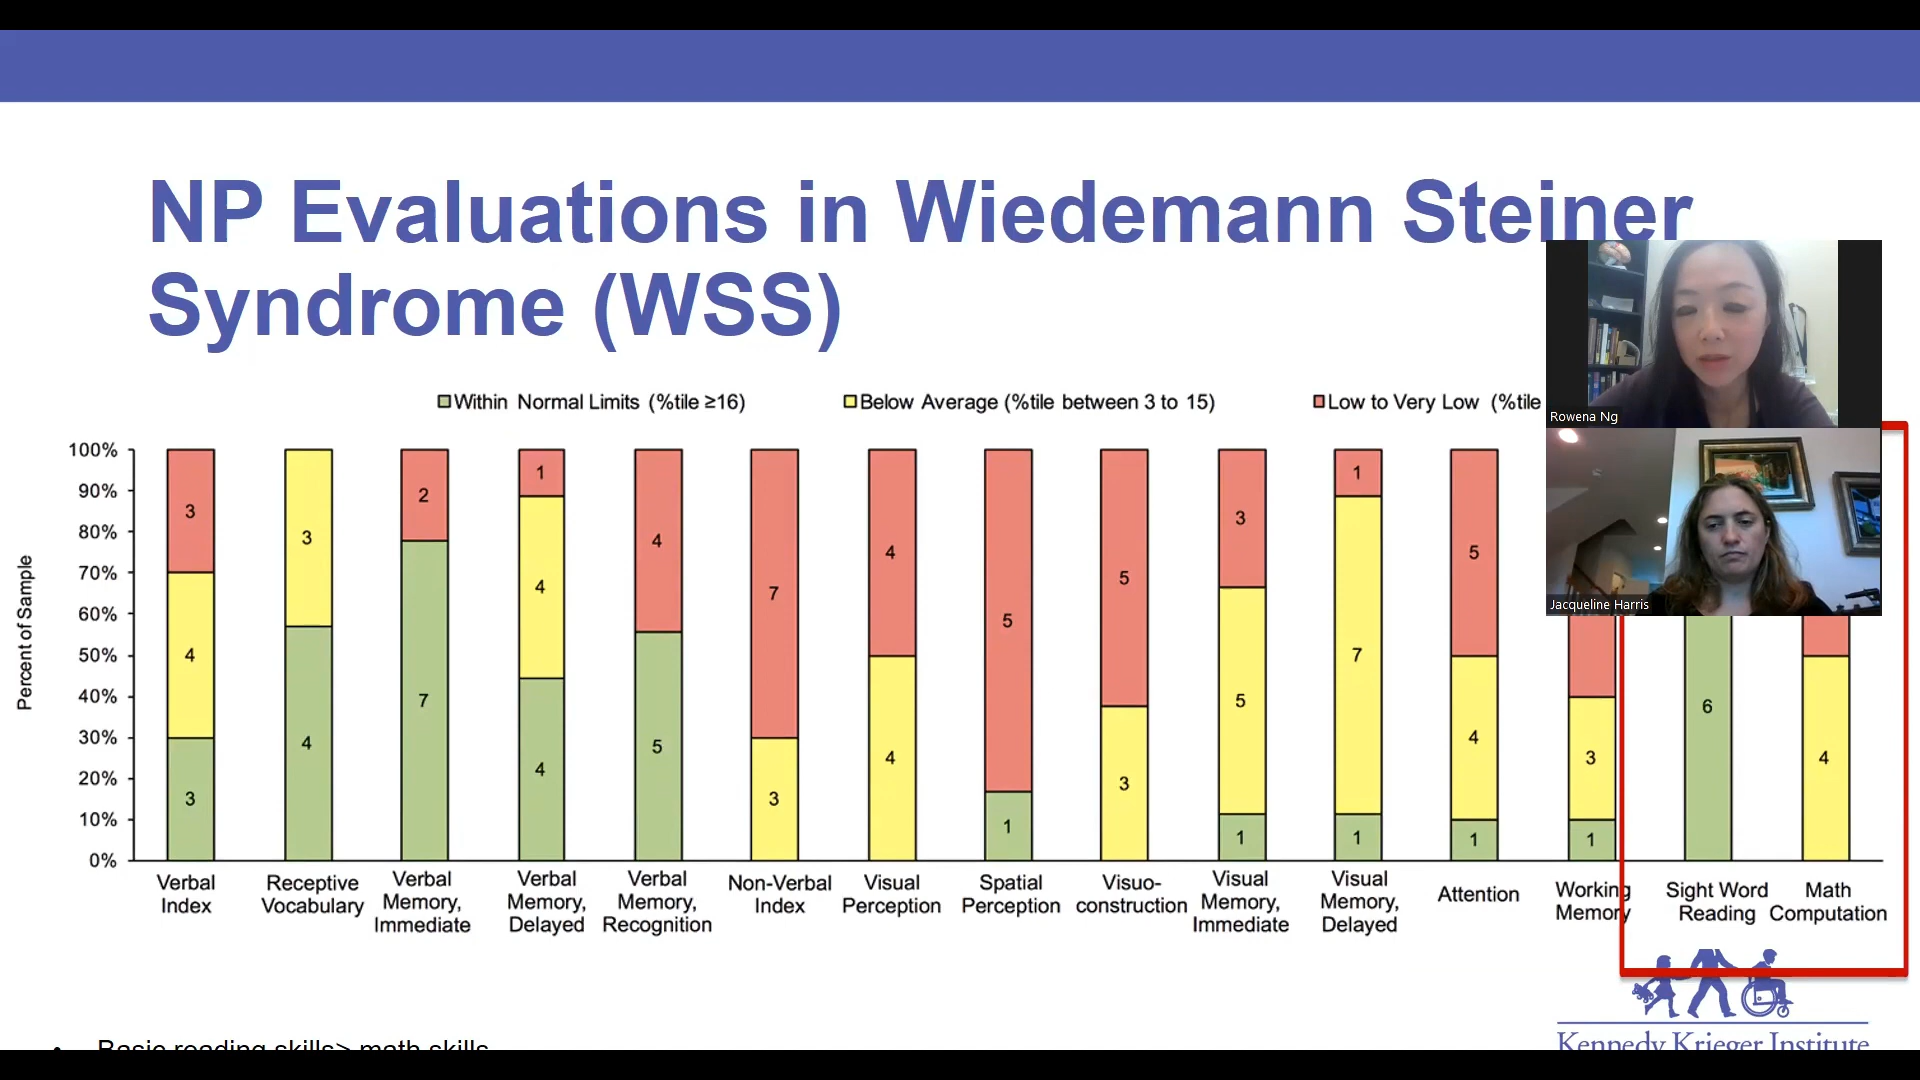 NP Evaluations in Wiedemann Steiner
Syndrome (WSS)
Rowena Ng
Within Normal Limits (%tile ≥16)
Below Average (%tile between 3 to 15)
Low to Very Low (%tile
Jacqueline Harris
Percent of Sample
100%
90%
80%
70%
60%
50%
40%
30%
20%
10%
0%
3
4
3
3
4
2
7
1
4
4
4
5
7
3
4
4
5
1
5
3
3
5
1
1
7
1
5
4
1
3
1
6
4
Verbal Index
Receptive Vocabulary
Verbal Memory, Immediate
Verbal Memory, Delayed
Verbal Memory, Recognition
Non-Verbal Index
Visual Perception
Spatial Perception
Visuo-construction
Visual Memory, Immediate
Visual Memory, Delayed
Attention
Working Memory
Sight Word Reading
Math Computation
• Basic reading skills> math skills
Kennedy Krieger Institute